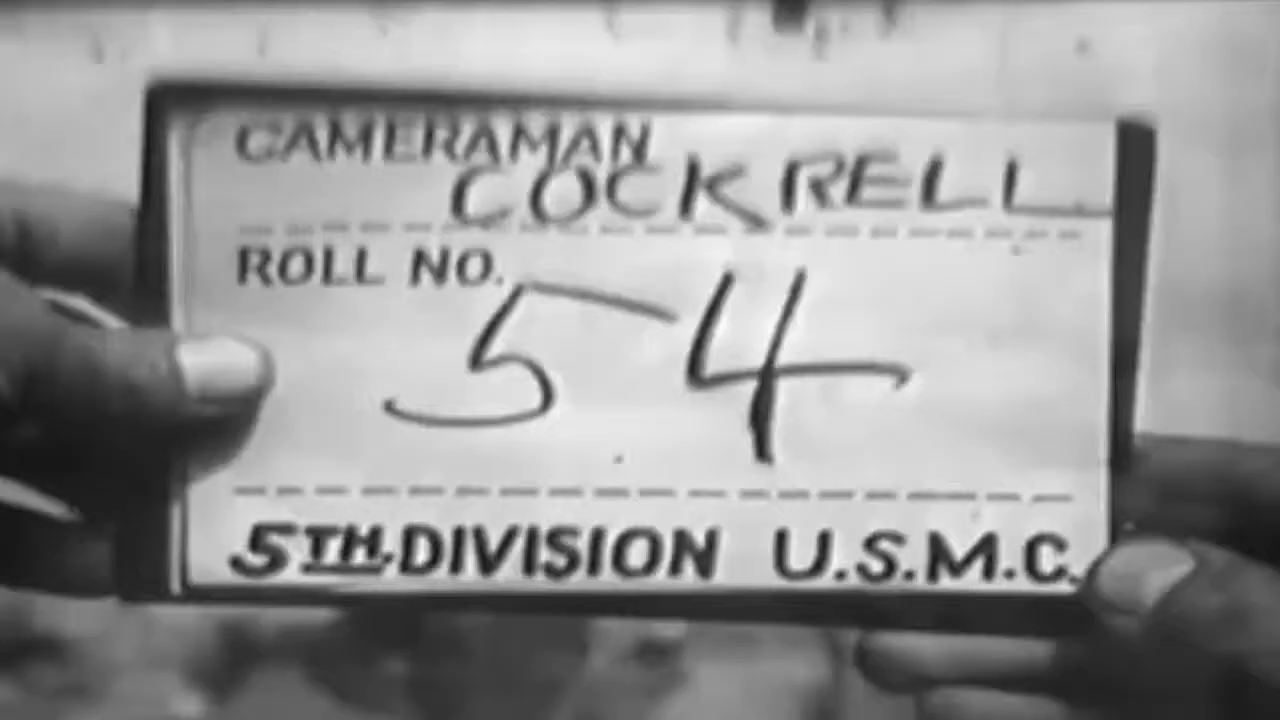 CAMERAMAN
COCKRELL
ROLL NO.
54
5TH. DIVISION U.S.M.C.